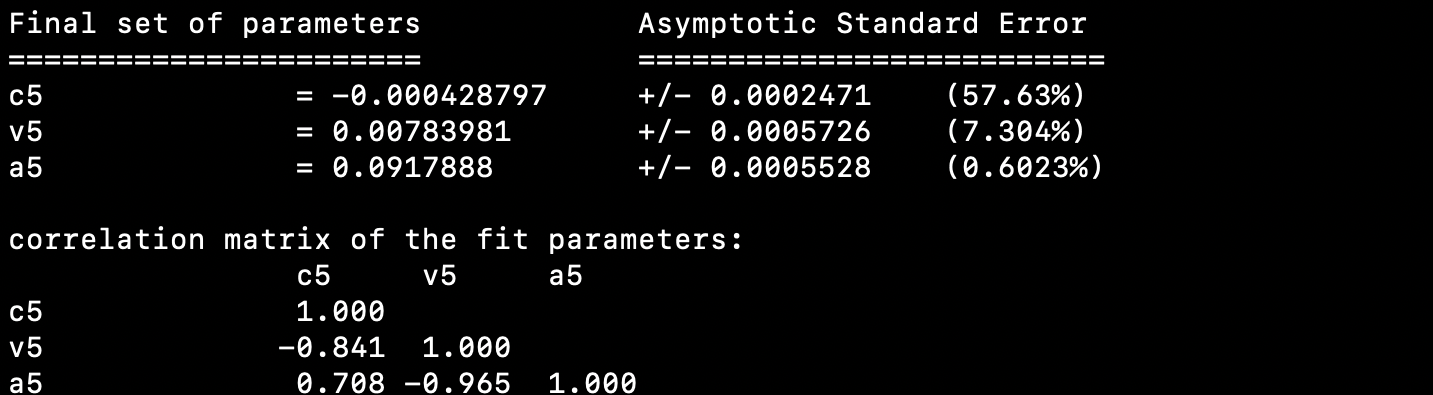 Final set of parameters            Asymptotic Standard Error
=======================            ==========================
c5              = -0.000428797     +/- 0.0002471    (57.63%)
v5              = 0.00783981       +/- 0.0005726    (7.304%)
a5              = 0.0917888        +/- 0.0005528    (0.6023%)
correlation matrix of the fit parameters:
                c5     v5     a5
c5              1.000
v5             -0.841  1.000
a5              0.708 -0.965  1.000